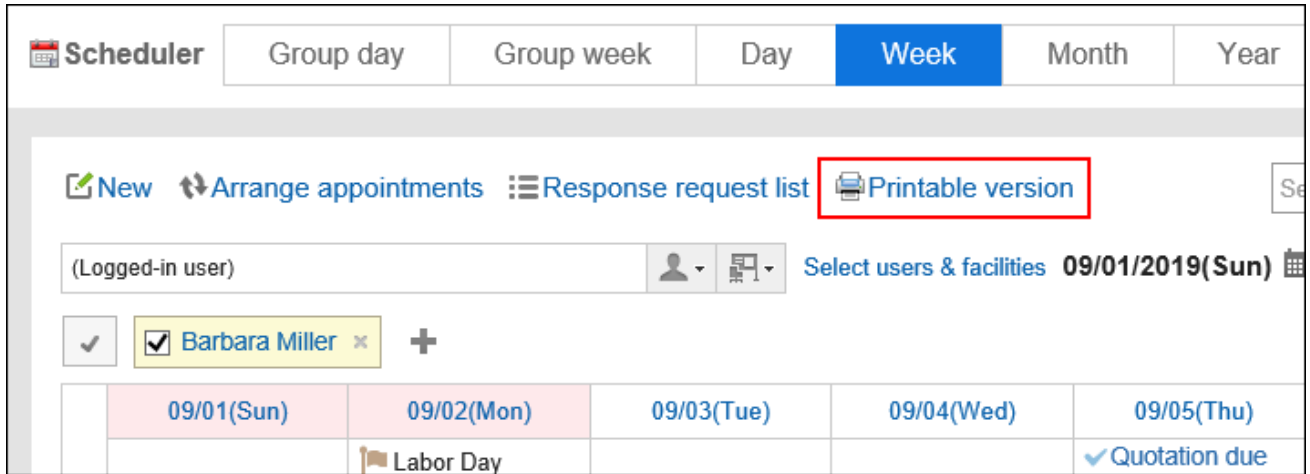 Scheduler Group day Group week Day Week Month Year
New Arrange appointments Response request list Printable version Se
(Logged-in user) Select users & facilities 09/01/2019(Sun)
Barbara Miller
09/01(Sun) 09/02(Mon) 09/03(Tue) 09/04(Wed) 09/05(Thu)
Labor Day Quotation due